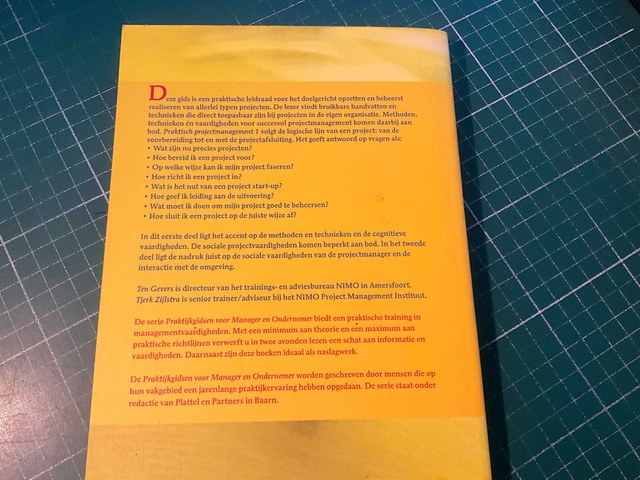 Deze gids is een praktische leidraad voor het doelgericht opzetten en beheerst
realiseren van allerlei typen projecten. De lezer vindt bruikbare handvatten en
technieken die direct toepasbaar zijn bij projecten in de eigen organisatie. Methoden,
technieken én vaardigheden voor succesvol projectmanagement komen daarbij aan
bod. Praktisch projectmanagement 1 volgt de logische lijn van een project: van de
voorbereiding tot en met de projectafsluiting. Het geeft antwoord op vragen als:
• Wat zijn nu precies projecten?
• Hoe bereid ik een project voor?
• Op welke wijze kan ik mijn project faseren?
• Hoe richt ik een project in?
• Wat is het nut van een project start-up?
• Hoe geef ik leiding aan de uitvoering?
• Wat moet ik doen om mijn project goed te beheersen?
• Hoe sluit ik een project op de juiste wijze af?
In dit eerste deel ligt het accent op de methoden en technieken en de cognitieve
vaardigheden. De sociale projectvaardigheden komen beperkt aan bod. In het tweede
deel ligt de nadruk juist op de sociale vaardigheden van de projectmanager en de
interactie met de omgeving.
Ten Gevers is directeur van het trainings- en adviesbureau NIMO in Amersfoort.
Tjerk Zijlstra is senior trainer/adviseur bij het NIMO Project Management Instituut.
De serie Praktijkgidsen voor Manager en Ondernemer biedt een praktische training in
managementvaardigheden. Met een minimum aan theorie en een maximum aan
praktische richtlijnen verwerft u in twee avonden lezen een schat aan informatie en
vaardigheden. Daarnaast zijn deze boeken ideaal als naslagwerk.
De Praktijkgidsen voor Manager en Ondernemer worden geschreven door mensen die op
hun vakgebied een jarenlange praktijkervaring hebben opgedaan. De serie staat onder
redactie van Plattel en Partners in Baarn.